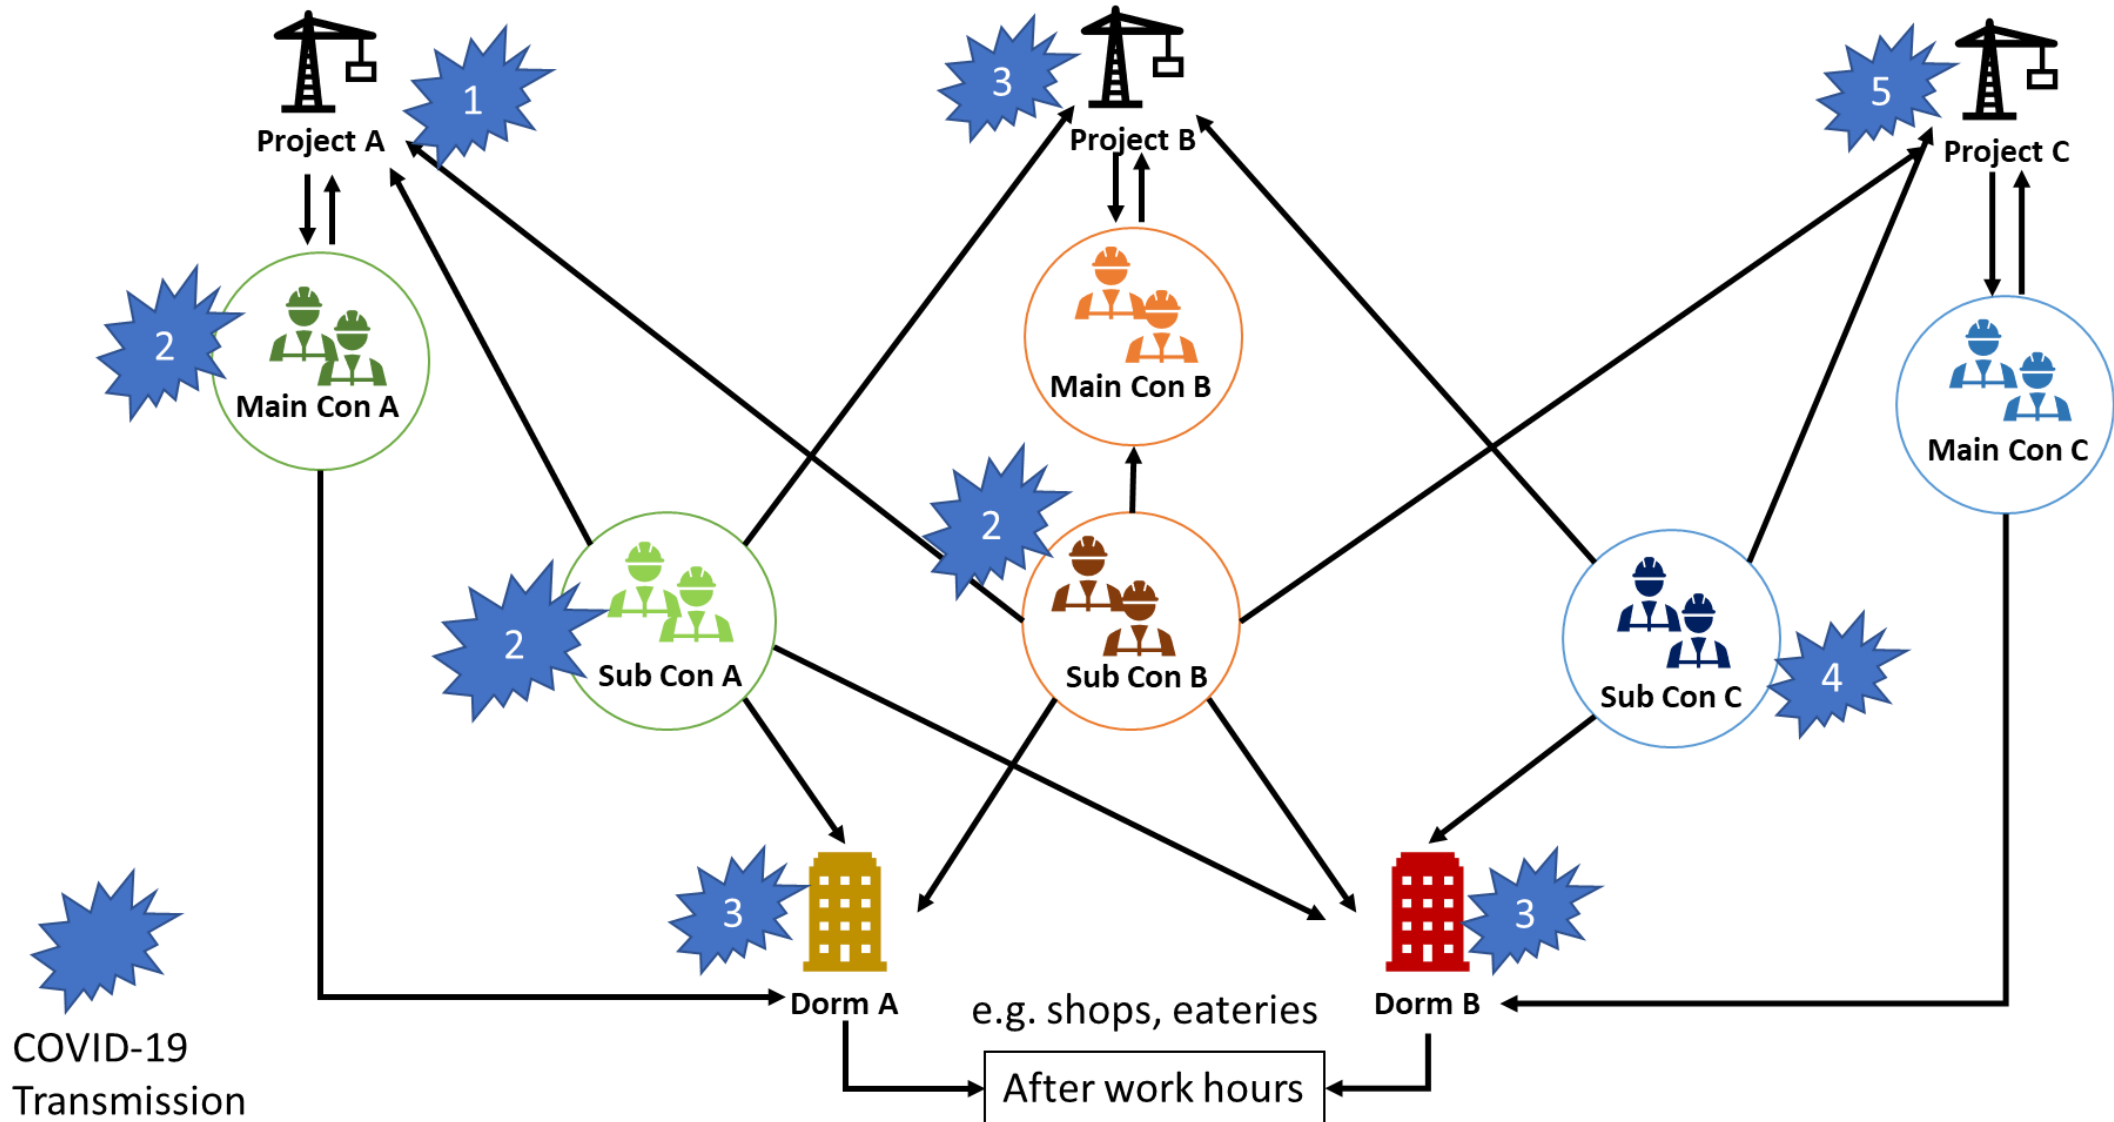 1
3
5
Project A
Project B
Project C
2
Main Con A
Main Con B
Main Con C
2
2
Sub Con A
Sub Con B
Sub Con C
4
3
3
Dorm A
e.g. shops, eateries
Dorm B
COVID-19
Transmission
After work hours